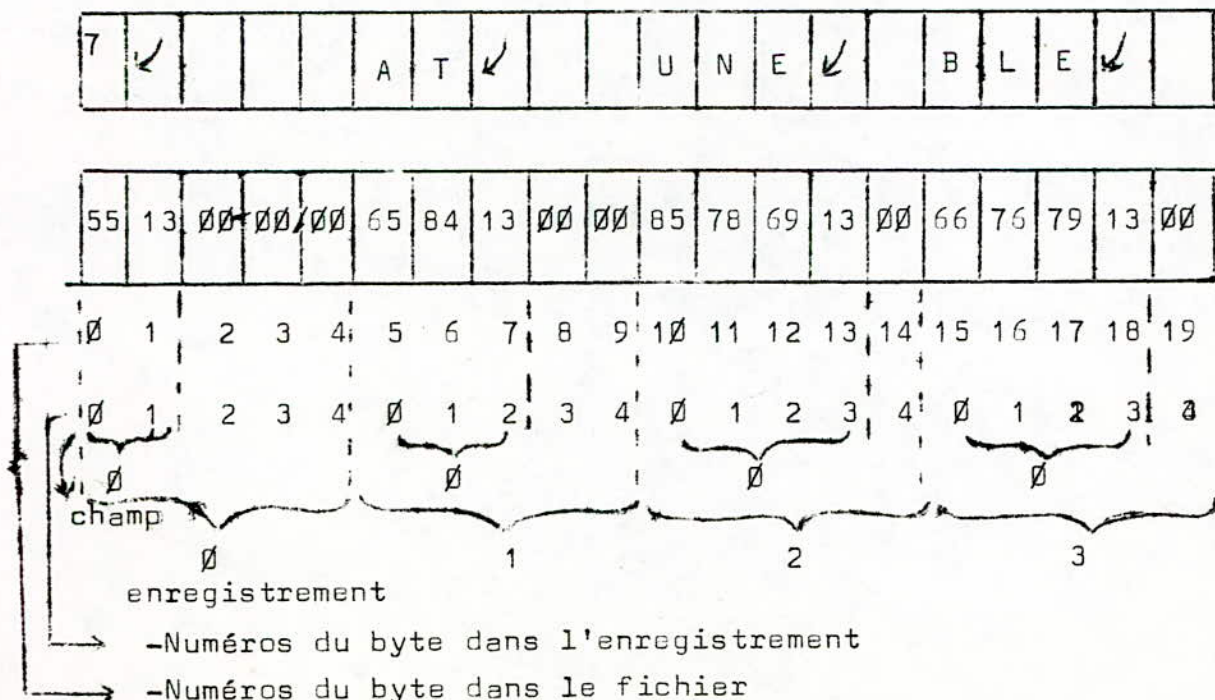 7 ↙ A T ↙ U N E ↙ B L E ↙
55 13 ØØ ØØ ØØ 65 84 13 ØØ ØØ 85 78 69 13 ØØ 66 76 79 13 ØØ
Ø 1 2 3 4 5 6 7 8 9 1Ø 11 12 13 14 15 16 17 18 19
Ø 1 2 3 4 Ø 1 2 3 4 Ø 1 2 3 4 Ø 1 2 3
Ø Ø Ø Ø
champ
Ø 1 2 3
enregistrement
-Numéros du byte dans l'enregistrement
-Numéros du byte dans le fichier